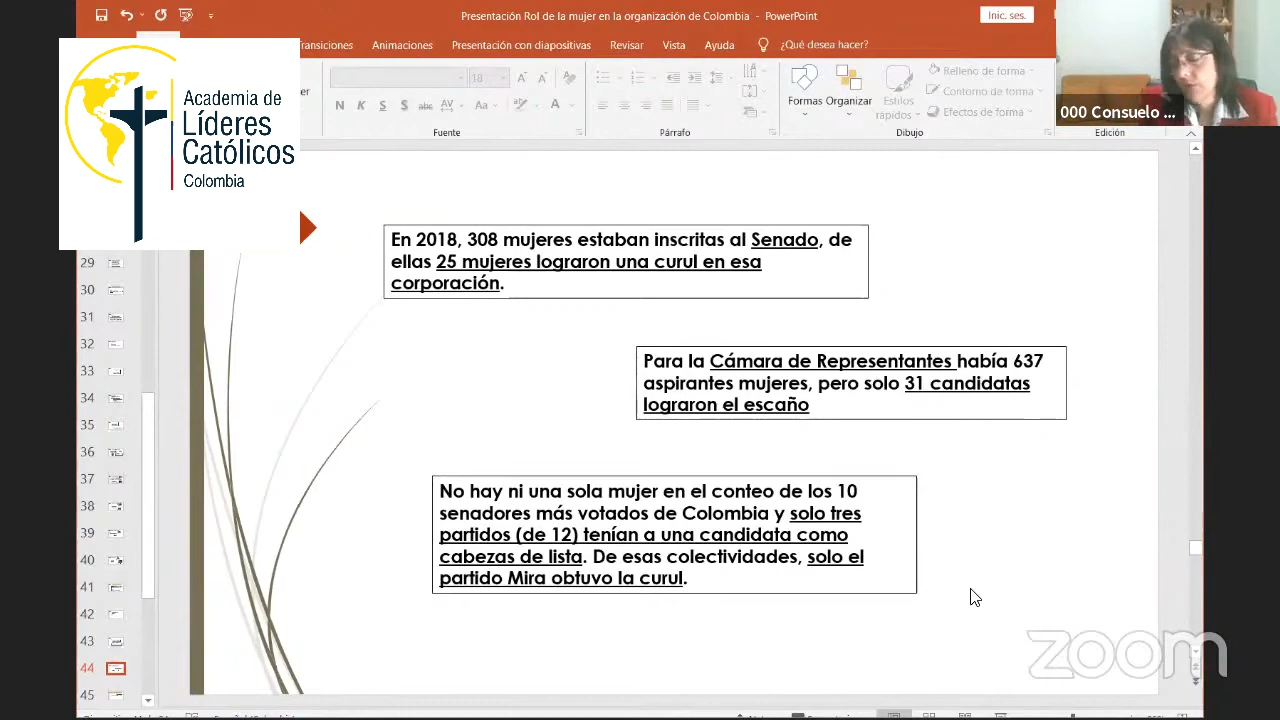 Presentación Rol de la mujer en la organización de Colombia - PowerPoint
Inic. ses.
Animaciones
Presentación con diapositivas
Revisar
Vista
Ayuda
¿Qué desea hacer?
18
N
K
S
S
abc
AV
Aa
Formas
Organizar
Estilos
rápidos
Relleno de forma
Contorno de forma
Efectos de forma
Fuente
Párrafo
Dibujo
Edición
000 Consuelo ...
Academia de
Líderes
Católicos
Colombia
En 2018, 308 mujeres estaban inscritas al Senado, de
ellas 25 mujeres lograron una curul en esa
corporación.
Para la Cámara de Representantes había 637
aspirantes mujeres, pero solo 31 candidatas
lograron el escaño
No hay ni una sola mujer en el conteo de los 10
senadores más votados de Colombia y solo tres
partidos (de 12) tenían a una candidata como
cabezas de lista. De esas colectividades, solo el
partido Mira obtuvo la curul.
29
30
31
32
33
34
35
36
37
38
39
40
41
42
43
44
45
zoom